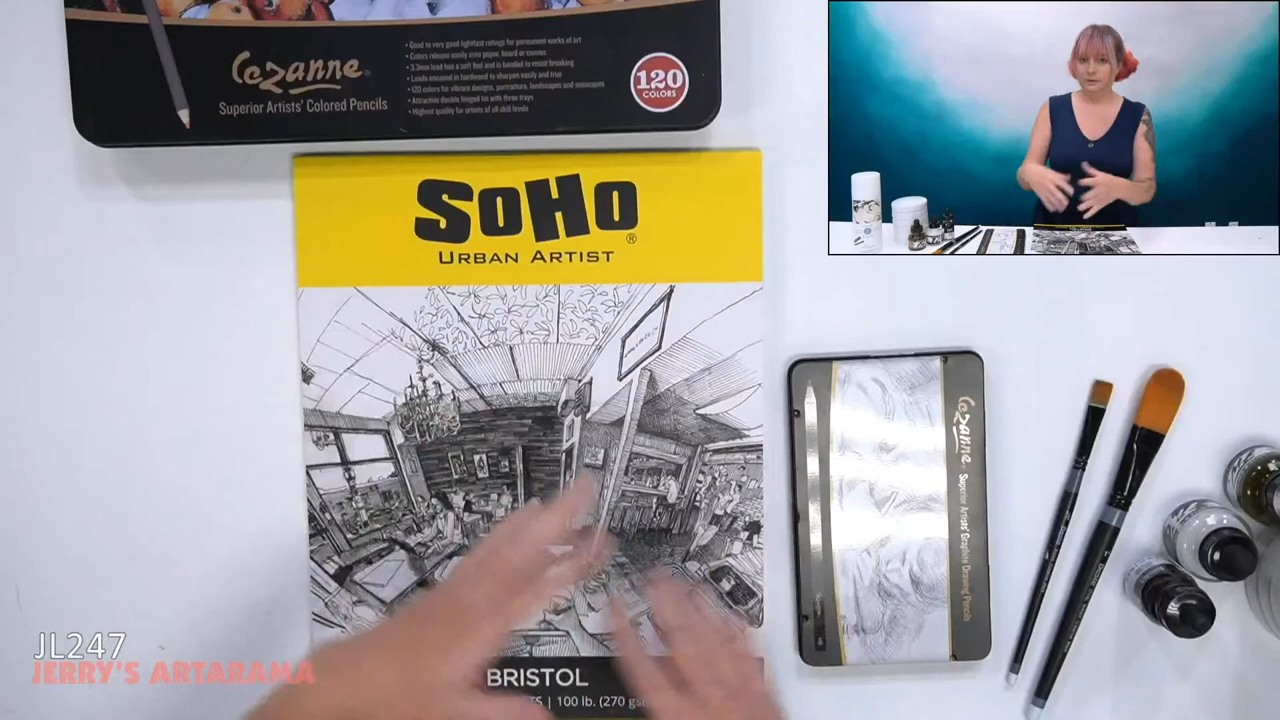 Cezanne®
Superior Artists' Colored Pencils
• Good to very good lightfast ratings for permanent works of art
• Colors release easily onto paper, board or canvas
• 3.3mm lead has a soft feel and is bonded to resist breaking
• Leads encased in hardwood to sharpen easily and true
• 120 colors for vibrant designs, portraiture, landscapes and seascapes
• Attractive double hinged tin with three trays
• Highest quality for artists of all skill levels
120
COLORS
SoHo®
URBAN ARTIST
Cezanne® Superior Artists' Graphite Drawing Pencils
BRISTOL
| 100 lb. (270
JL247
JERRY'S ARTARAMA